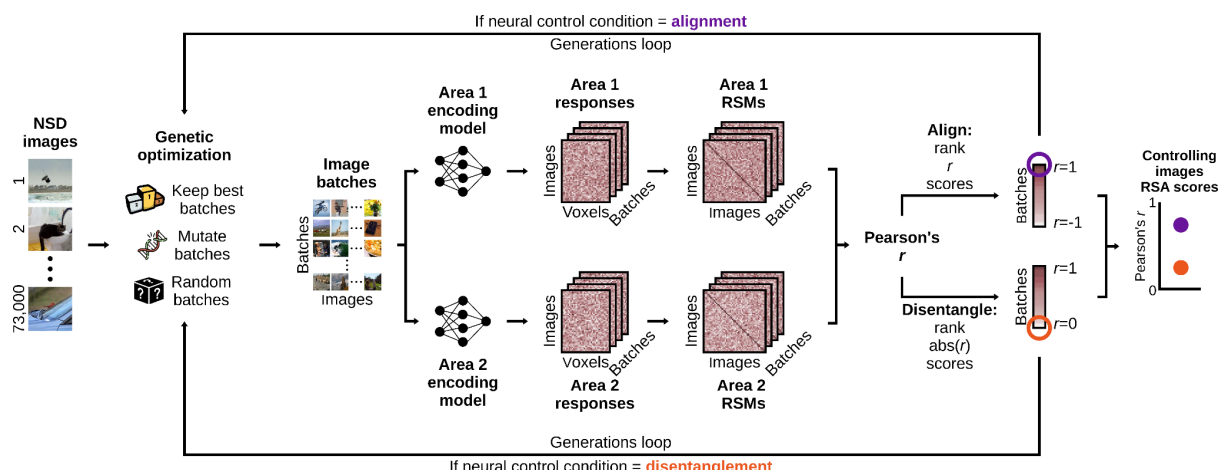 If neural control condition = alignment
Generations loop
NSD
images
1
2
73,000
Genetic
optimization
Keep best
batches
Mutate
batches
Random
batches
Image
batches
Batches
Images
Area 1
encoding
model
Area 1
responses
Images
Voxels
Batches
Area 1
RSMs
Images
Images
Batches
Area 2
encoding
model
Images
Voxels
Batches
Area 2
responses
Images
Images
Batches
Area 2
RSMs
Pearson's
r
Align:
rank
r
scores
Batches
r=1
r=-1
Disentangle:
rank
abs(r)
scores
Batches
r=1
r=0
Controlling
images
RSA scores
Pearson's r
1
0
Generations loop
If neural control condition = disentanglement